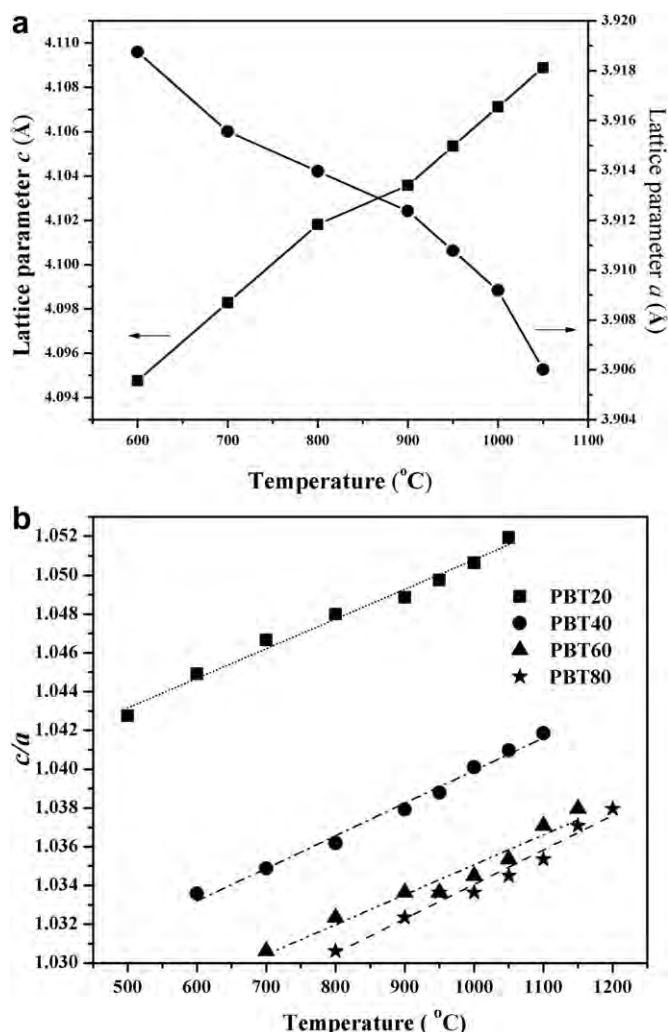 a
4.110
4.108
4.106
4.104
4.102
4.100
4.098
4.096
4.094
Lattice parameter c (Å)
3.920
3.918
3.916
3.914
3.912
3.910
3.908
3.906
3.904
Lattice parameter a (Å)
600 700 800 900 1000 1100
Temperature (°C)
b
1.052
1.050
1.048
1.046
1.044
1.042
1.040
1.038
1.036
1.034
1.032
1.030
c/a
PBT20
PBT40
PBT60
PBT80
500 600 700 800 900 1000 1100 1200
Temperature ( °C)